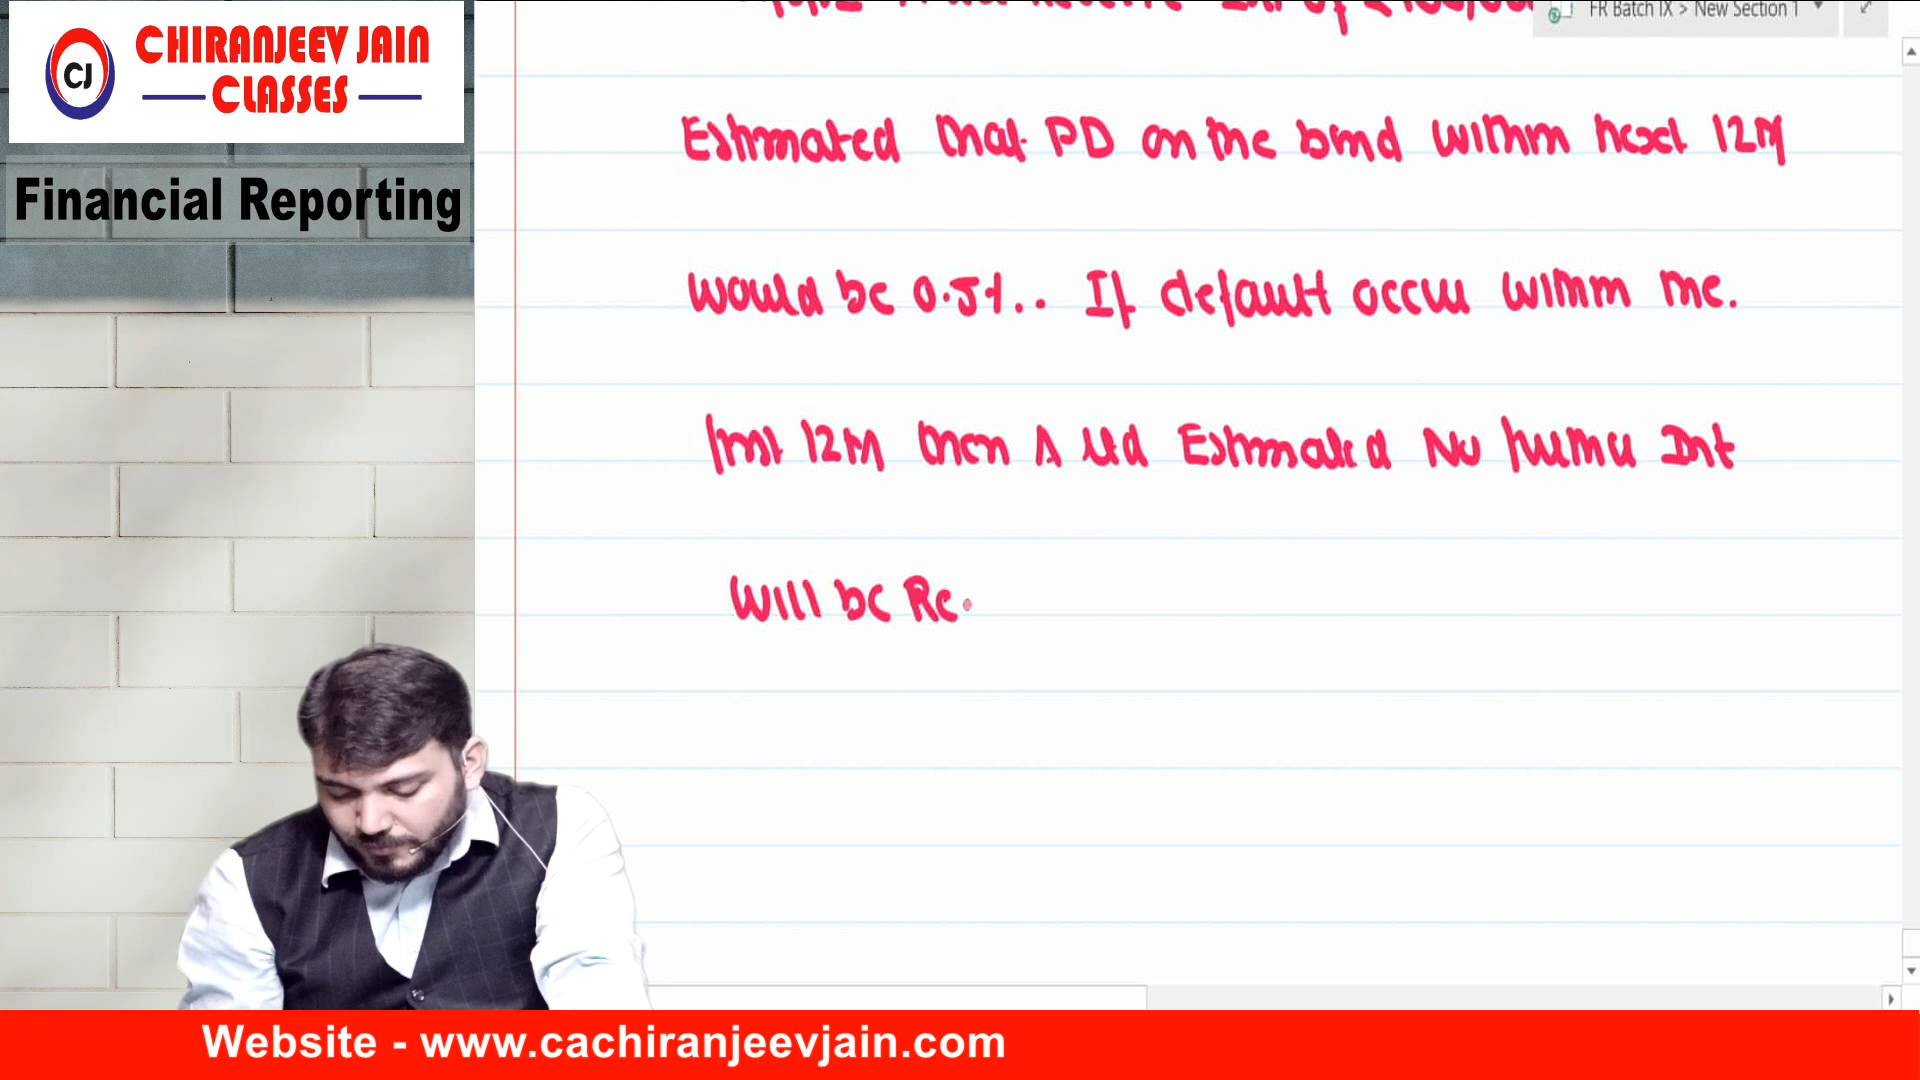 FR Batch IX > New Section 1
CHIRANJEEV JAIN
CJ
CLASSES
Financial Reporting
Estimated that PD on the bond within next 12M
would be 0.5%. If default occur within the
first 12M then A Ltd Estimated No further Int
will be Re
Website - www.cachiranjeevjain.com